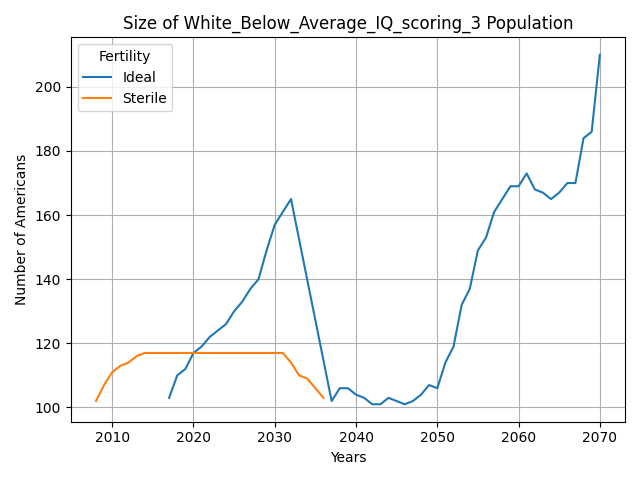 Size of White_Below_Average_IQ_scoring_3 Population
Fertility
Ideal
Sterile
Number of Americans
200
180
160
140
120
100
2010
2020
2030
2040
2050
2060
2070
Years